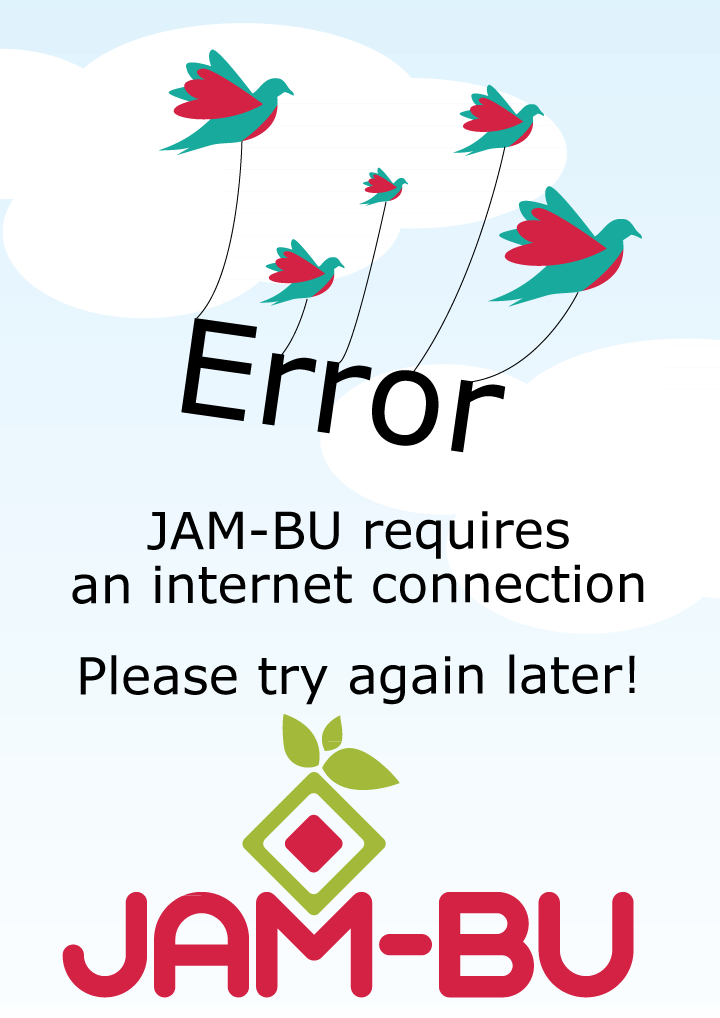 Error
JAM-BU requires
an internet connection
Please try again later!
JAM-BU